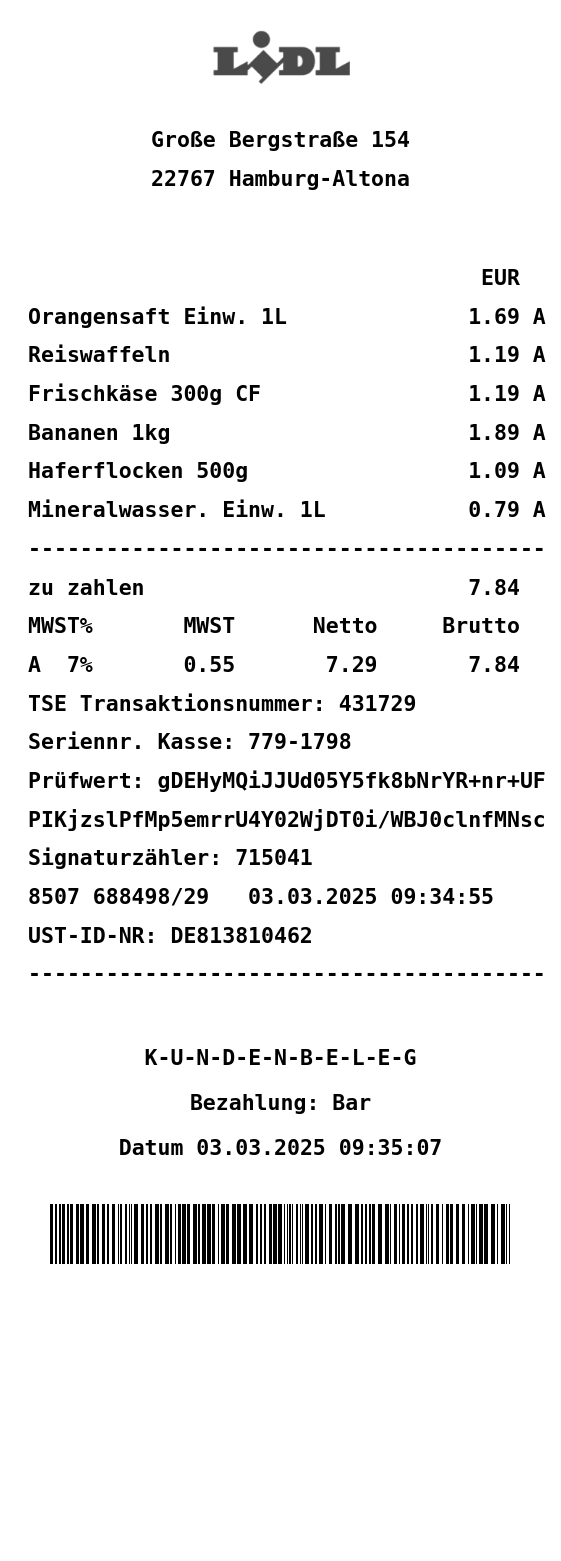 LIDL
Große Bergstraße 154
22767 Hamburg-Altona
EUR
Orangensaft Einw. 1L 1.69 A
Reiswaffeln 1.19 A
Frischkäse 300g CF 1.19 A
Bananen 1kg 1.89 A
Haferflocken 500g 1.09 A
Mineralwasser. Einw. 1L 0.79 A
----------------------------------------
zu zahlen 7.84
MWST% MWST Netto Brutto
A 7% 0.55 7.29 7.84
TSE Transaktionsnummer: 431729
Seriennr. Kasse: 779-1798
Prüfwert: gDEHyMQiJJUd05Y5fk8bNrYR+nr+UF
PIKjzslPfMp5emrrU4Y02WjDT0i/WBJ0clnfMNsc
Signaturzähler: 715041
8507 688498/29 03.03.2025 09:34:55
UST-ID-NR: DE813810462
----------------------------------------
K-U-N-D-E-N-B-E-L-E-G
Bezahlung: Bar
Datum 03.03.2025 09:35:07